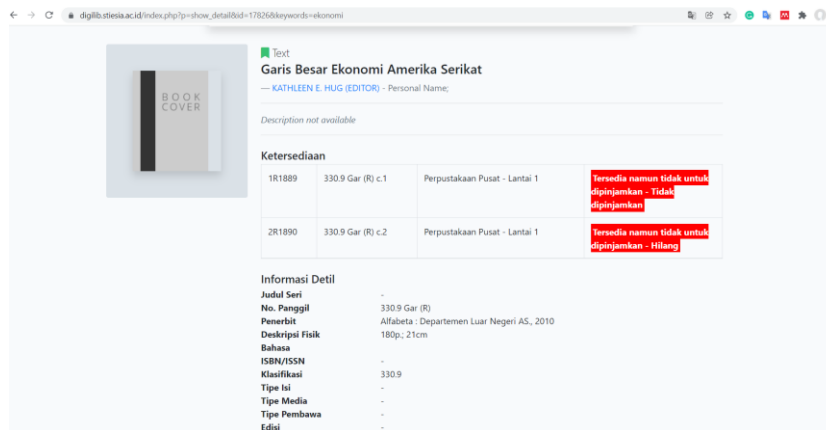 digilib.stiesia.ac.id/index.php?p=show_detail&id=17826&keywords=ekonomi
BOOK
COVER
Text
Garis Besar Ekonomi Amerika Serikat
— KATHLEEN E. HUG (EDITOR) - Personal Name;
Description not available
Ketersediaan
1R1889 330.9 Gar (R) c.1 Perpustakaan Pusat - Lantai 1 Tersedia namun tidak untuk
dipinjamkan - Tidak
dipinjamkan
2R1890 330.9 Gar (R) c.2 Perpustakaan Pusat - Lantai 1 Tersedia namun tidak untuk
dipinjamkan - Hilang
Informasi Detil
Judul Seri -
No. Panggil 330.9 Gar (R)
Penerbit Alfabeta : Departemen Luar Negeri AS., 2010
Deskripsi Fisik 180p.; 21cm
Bahasa
ISBN/ISSN -
Klasifikasi 330.9
Tipe Isi -
Tipe Media -
Tipe Pembawa -
Edisi -